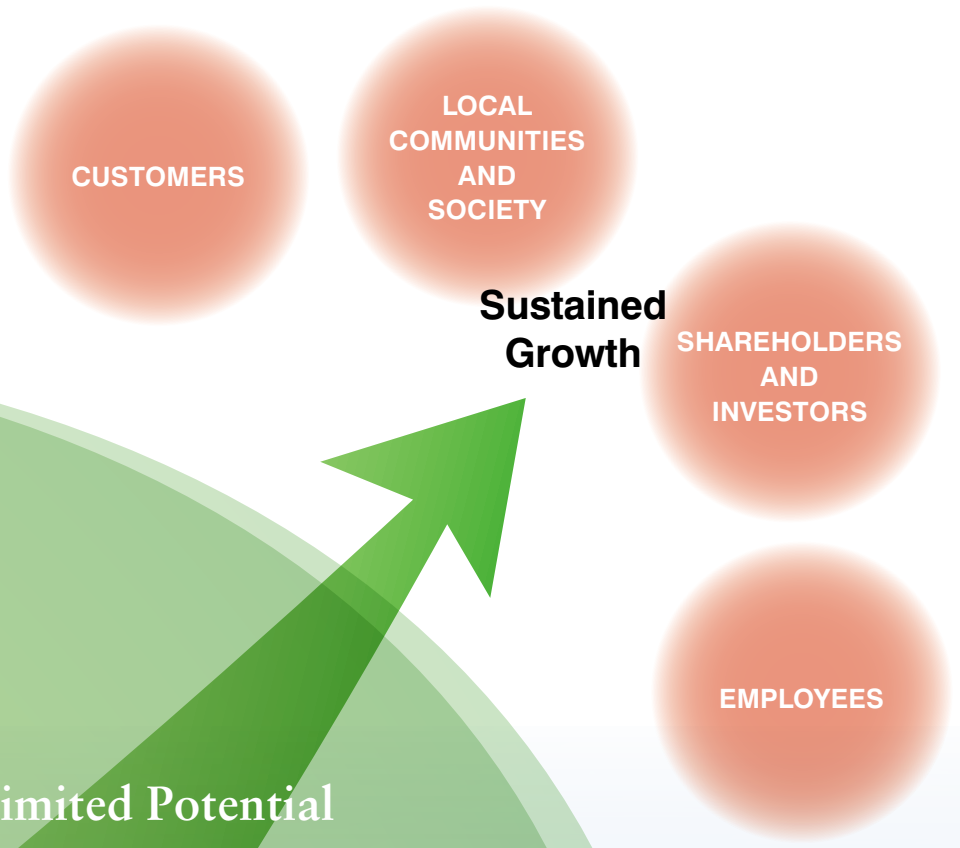 CUSTOMERS
LOCAL
COMMUNITIES
AND
SOCIETY
Sustained
Growth
SHAREHOLDERS
AND
INVESTORS
EMPLOYEES
imited Potential